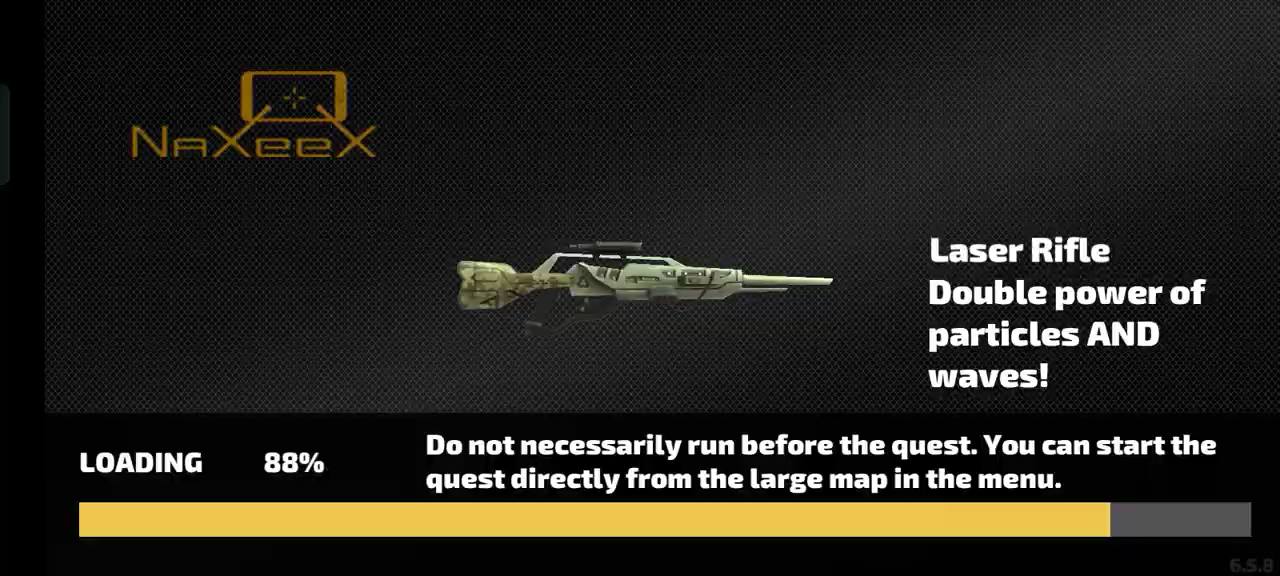 NaXeeX
Laser Rifle
Double power of
particles AND
waves!
LOADING 88%
Do not necessarily run before the quest. You can start the
quest directly from the large map in the menu.
6.5.8